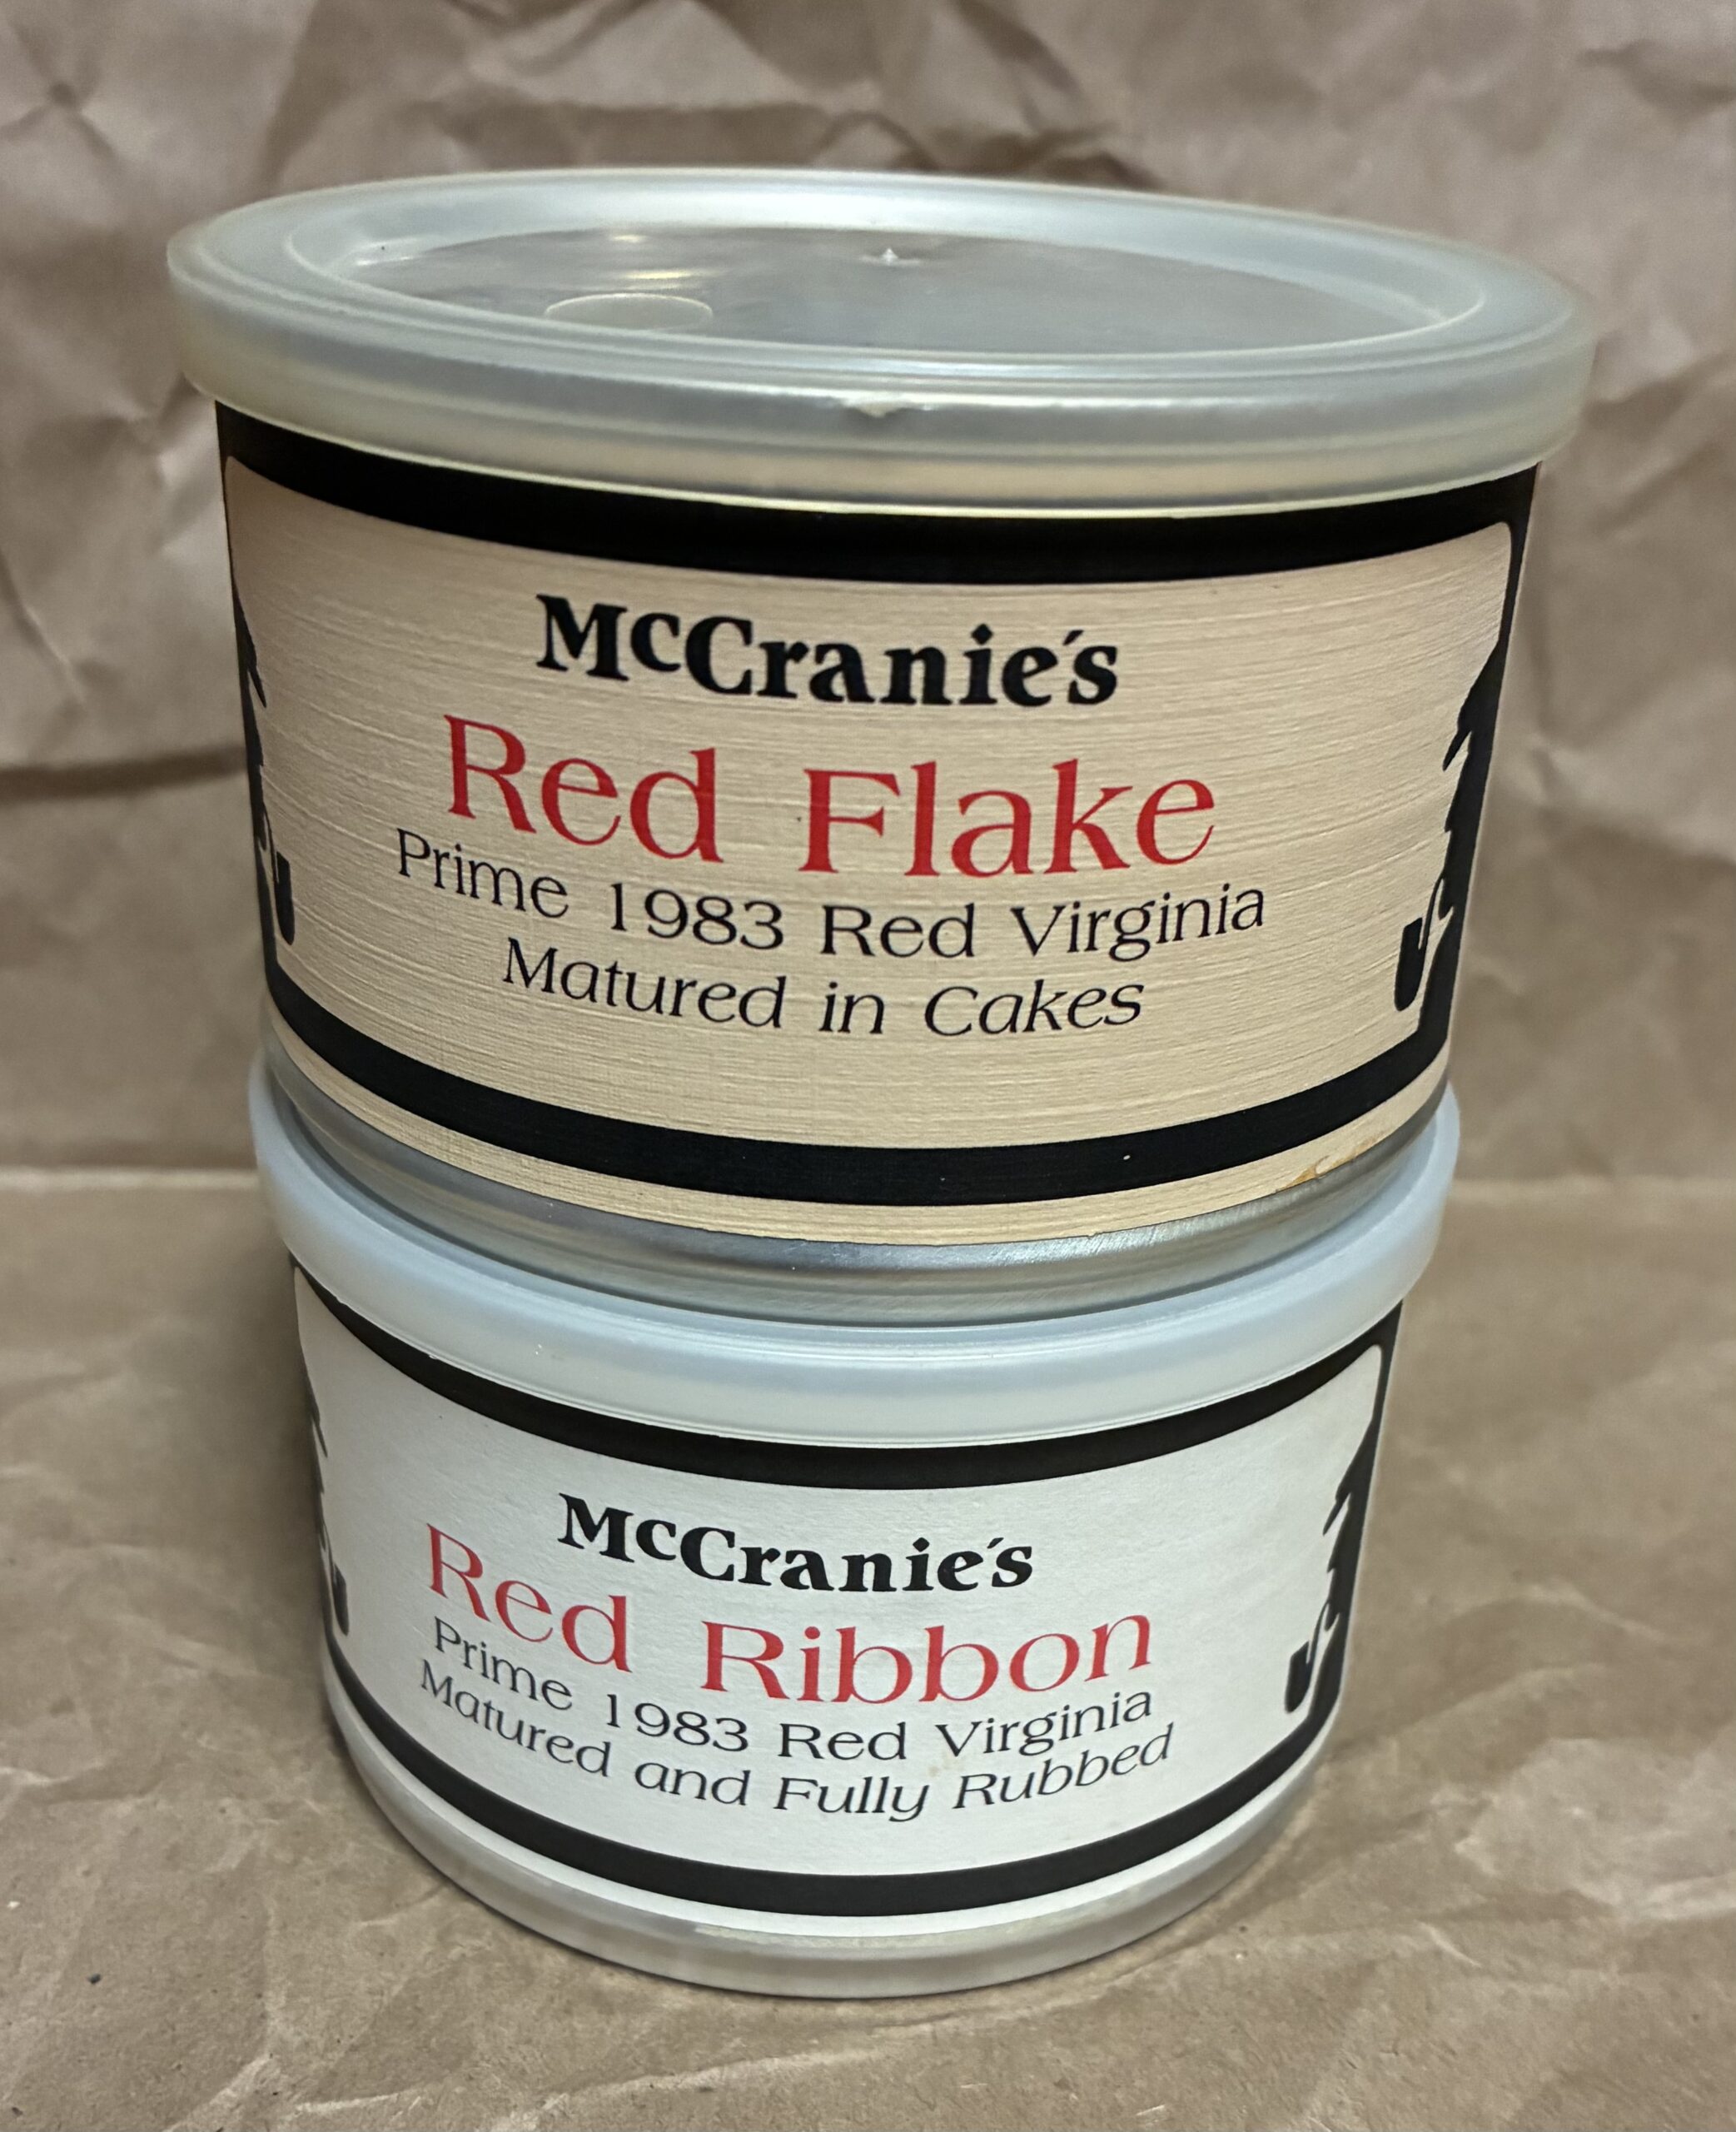 McCranie's
Red Flake
Prime 1983 Red Virginia
Matured in Cakes
McCranie's
Red Ribbon
Prime 1983 Red Virginia
Matured and Fully Rubbed